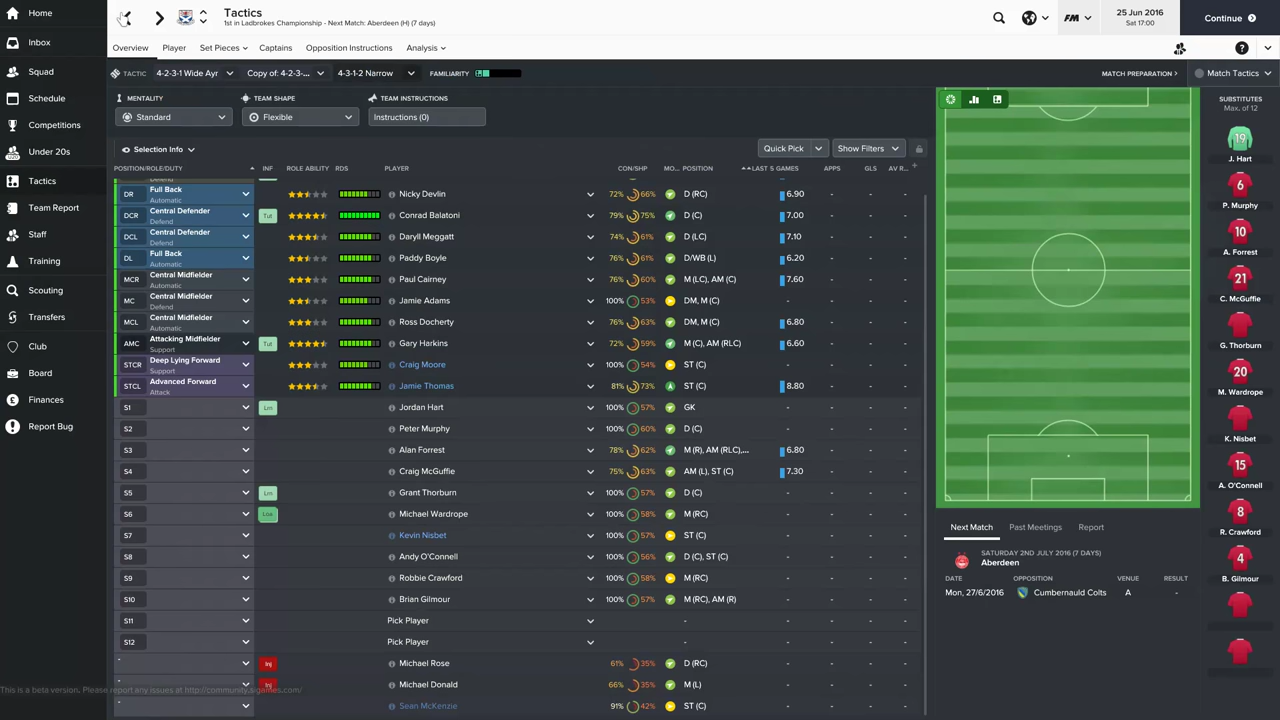 Home
Inbox
Squad
Schedule
Competitions
Under 20s
Tactics
Team Report
Staff
Training
Scouting
Transfers
Club
Board
Finances
Report Bug
This is a beta version. Please report any issues at http://community.sigames.com/
Tactics
1st in Ladbrokes Championship - Next Match: Aberdeen (H) (7 days)
FM
25 Jun 2016
Sat 17:00
Continue
Overview Player Set Pieces Captains Opposition Instructions Analysis
?
TACTIC 4-2-3-1 Wide Ayr Copy of: 4-2-3-... 4-3-1-2 Narrow FAMILIARITY MATCH PREPARATION > Match Tactics
MENTALITY TEAM SHAPE TEAM INSTRUCTIONS
Standard Flexible Instructions (0)
Selection Info Quick Pick Show Filters
POSITION/ROLE/DUTY INF ROLE ABILITY RDS PLAYER CON/SHP MO... POSITION LAST 5 GAMES APPS GLS AV R...
DR Full Back Automatic Nicky Devlin 72% 66% D (RC) 6.90 - - -
DCR Central Defender Defend Tut Conrad Balatoni 79% 75% D (C) 7.00 - - -
DCL Central Defender Defend Daryll Meggatt 74% 61% D (LC) 7.10 - - -
DL Full Back Automatic Paddy Boyle 76% 61% D/WB (L) 6.20 - - -
MCR Central Midfielder Automatic Paul Cairney 76% 60% M (LC), AM (C) 7.60 - - -
MC Central Midfielder Defend Jamie Adams 100% 53% DM, M (C) - - - -
MCL Central Midfielder Automatic Ross Docherty 76% 63% DM, M (C) 6.80 - - -
AMC Attacking Midfielder Support Tut Gary Harkins 72% 59% M (C), AM (RLC) 6.60 - - -
STCR Deep Lying Forward Support Craig Moore 100% 54% ST (C) - - - -
STCL Advanced Forward Attack Jamie Thomas 81% 73% ST (C) 8.80 - - -
S1 Lrn Jordan Hart 100% 57% GK - - - -
S2 Peter Murphy 100% 60% D (C) - - - -
S3 Alan Forrest 78% 62% M (R), AM (RLC),... 6.80 - - -
S4 Craig McGuffie 75% 63% AM (L), ST (C) 7.30 - - -
S5 Lrn Grant Thorburn 100% 57% D (C) - - - -
S6 Michael Wardrope 100% 58% M (RC) - - - -
S7 Kevin Nisbet 100% 57% ST (C) - - - -
S8 Andy O'Connell 100% 56% D (C), ST (C) - - - -
S9 Robbie Crawford 100% 58% M (RC) - - - -
S10 Brian Gilmour 100% 57% M (RC), AM (R) - - - -
S11 Pick Player - - - - -
S12 Pick Player - - - - -
- Inj Michael Rose 61% 35% D (RC) - - - -
- Inj Michael Donald 66% 35% M (L) - - - -
- Sean McKenzie 91% 42% ST (C) - - - -
Next Match Past Meetings Report
SATURDAY 2ND JULY 2016 (7 DAYS)
Aberdeen
DATE OPPOSITION VENUE RESULT
Mon, 27/6/2016 Cumbernauld Colts A -
SUBSTITUTES
Max. of 12
19
J. Hart
6
P. Murphy
10
A. Forrest
21
C. McGuffie
G. Thorburn
20
M. Wardrope
K. Nisbet
15
A. O'Connell
8
R. Crawford
4
B. Gilmour